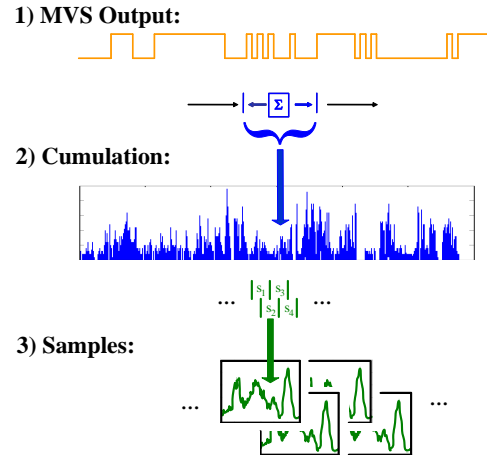 1) MVS Output:
Σ
2) Cumulation:
... s₁ s₃ ...
s₂ s₄
3) Samples:
... ...